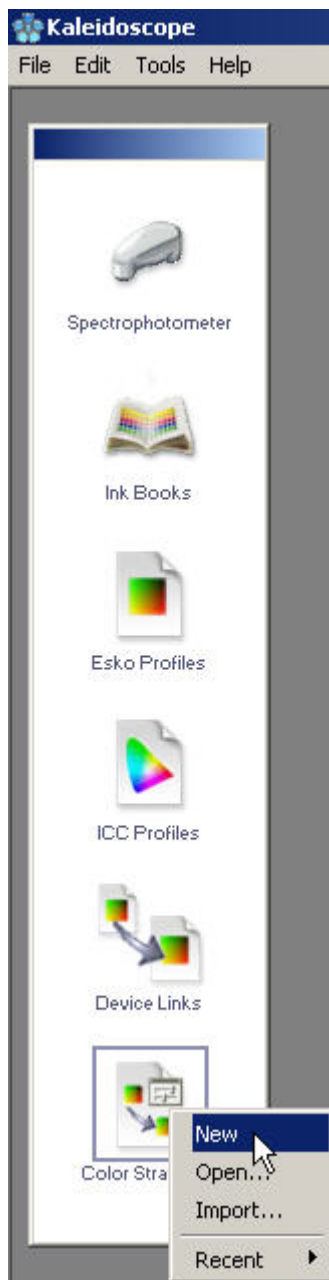 Kaleidoscope
File Edit Tools Help
Spectrophotometer
Ink Books
Esko Profiles
ICC Profiles
Device Links
Color Stra
New
Open...
Import...
Recent